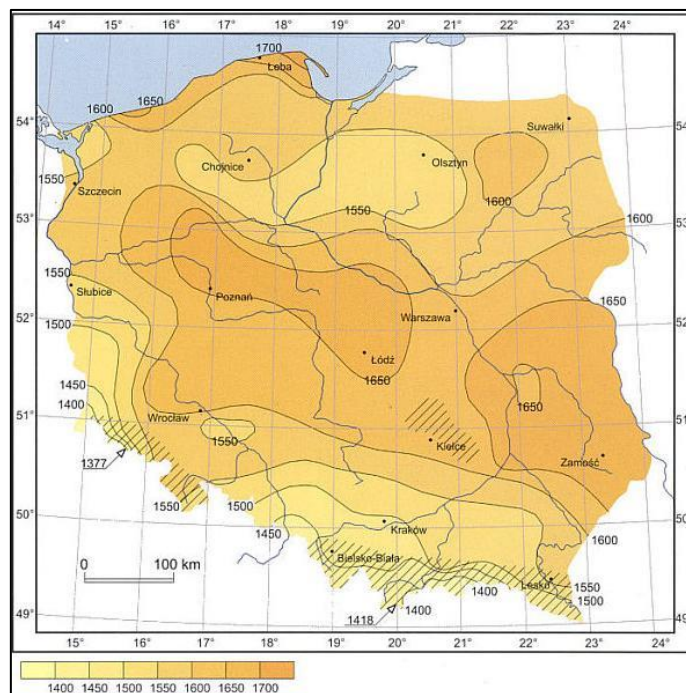 14° 15° 16° 17° 18° 19° 20° 21° 22° 23° 24°
1700
Łeba
1650
1600
54°
54
Suwałki
Chojnice
Olsztyn
1550
Szczecin
1600
1550
53°
1600
53
1550
Słubice
Poznań
1650
52°
Warszawa
52
1500
Łódź
1650
1450
1650
1400
51°
Wrocław
51
1550
Kielce
Zamość
1377
1550
1500
50°
50
1450
Kraków
1600
0 100 km
Bielsko-Biała
1550
Lesko
1500
1400
1400
49°
1418
49
15° 16° 17° 18° 19° 20° 21° 22° 23°
1400 1450 1500 1550 1600 1650 1700